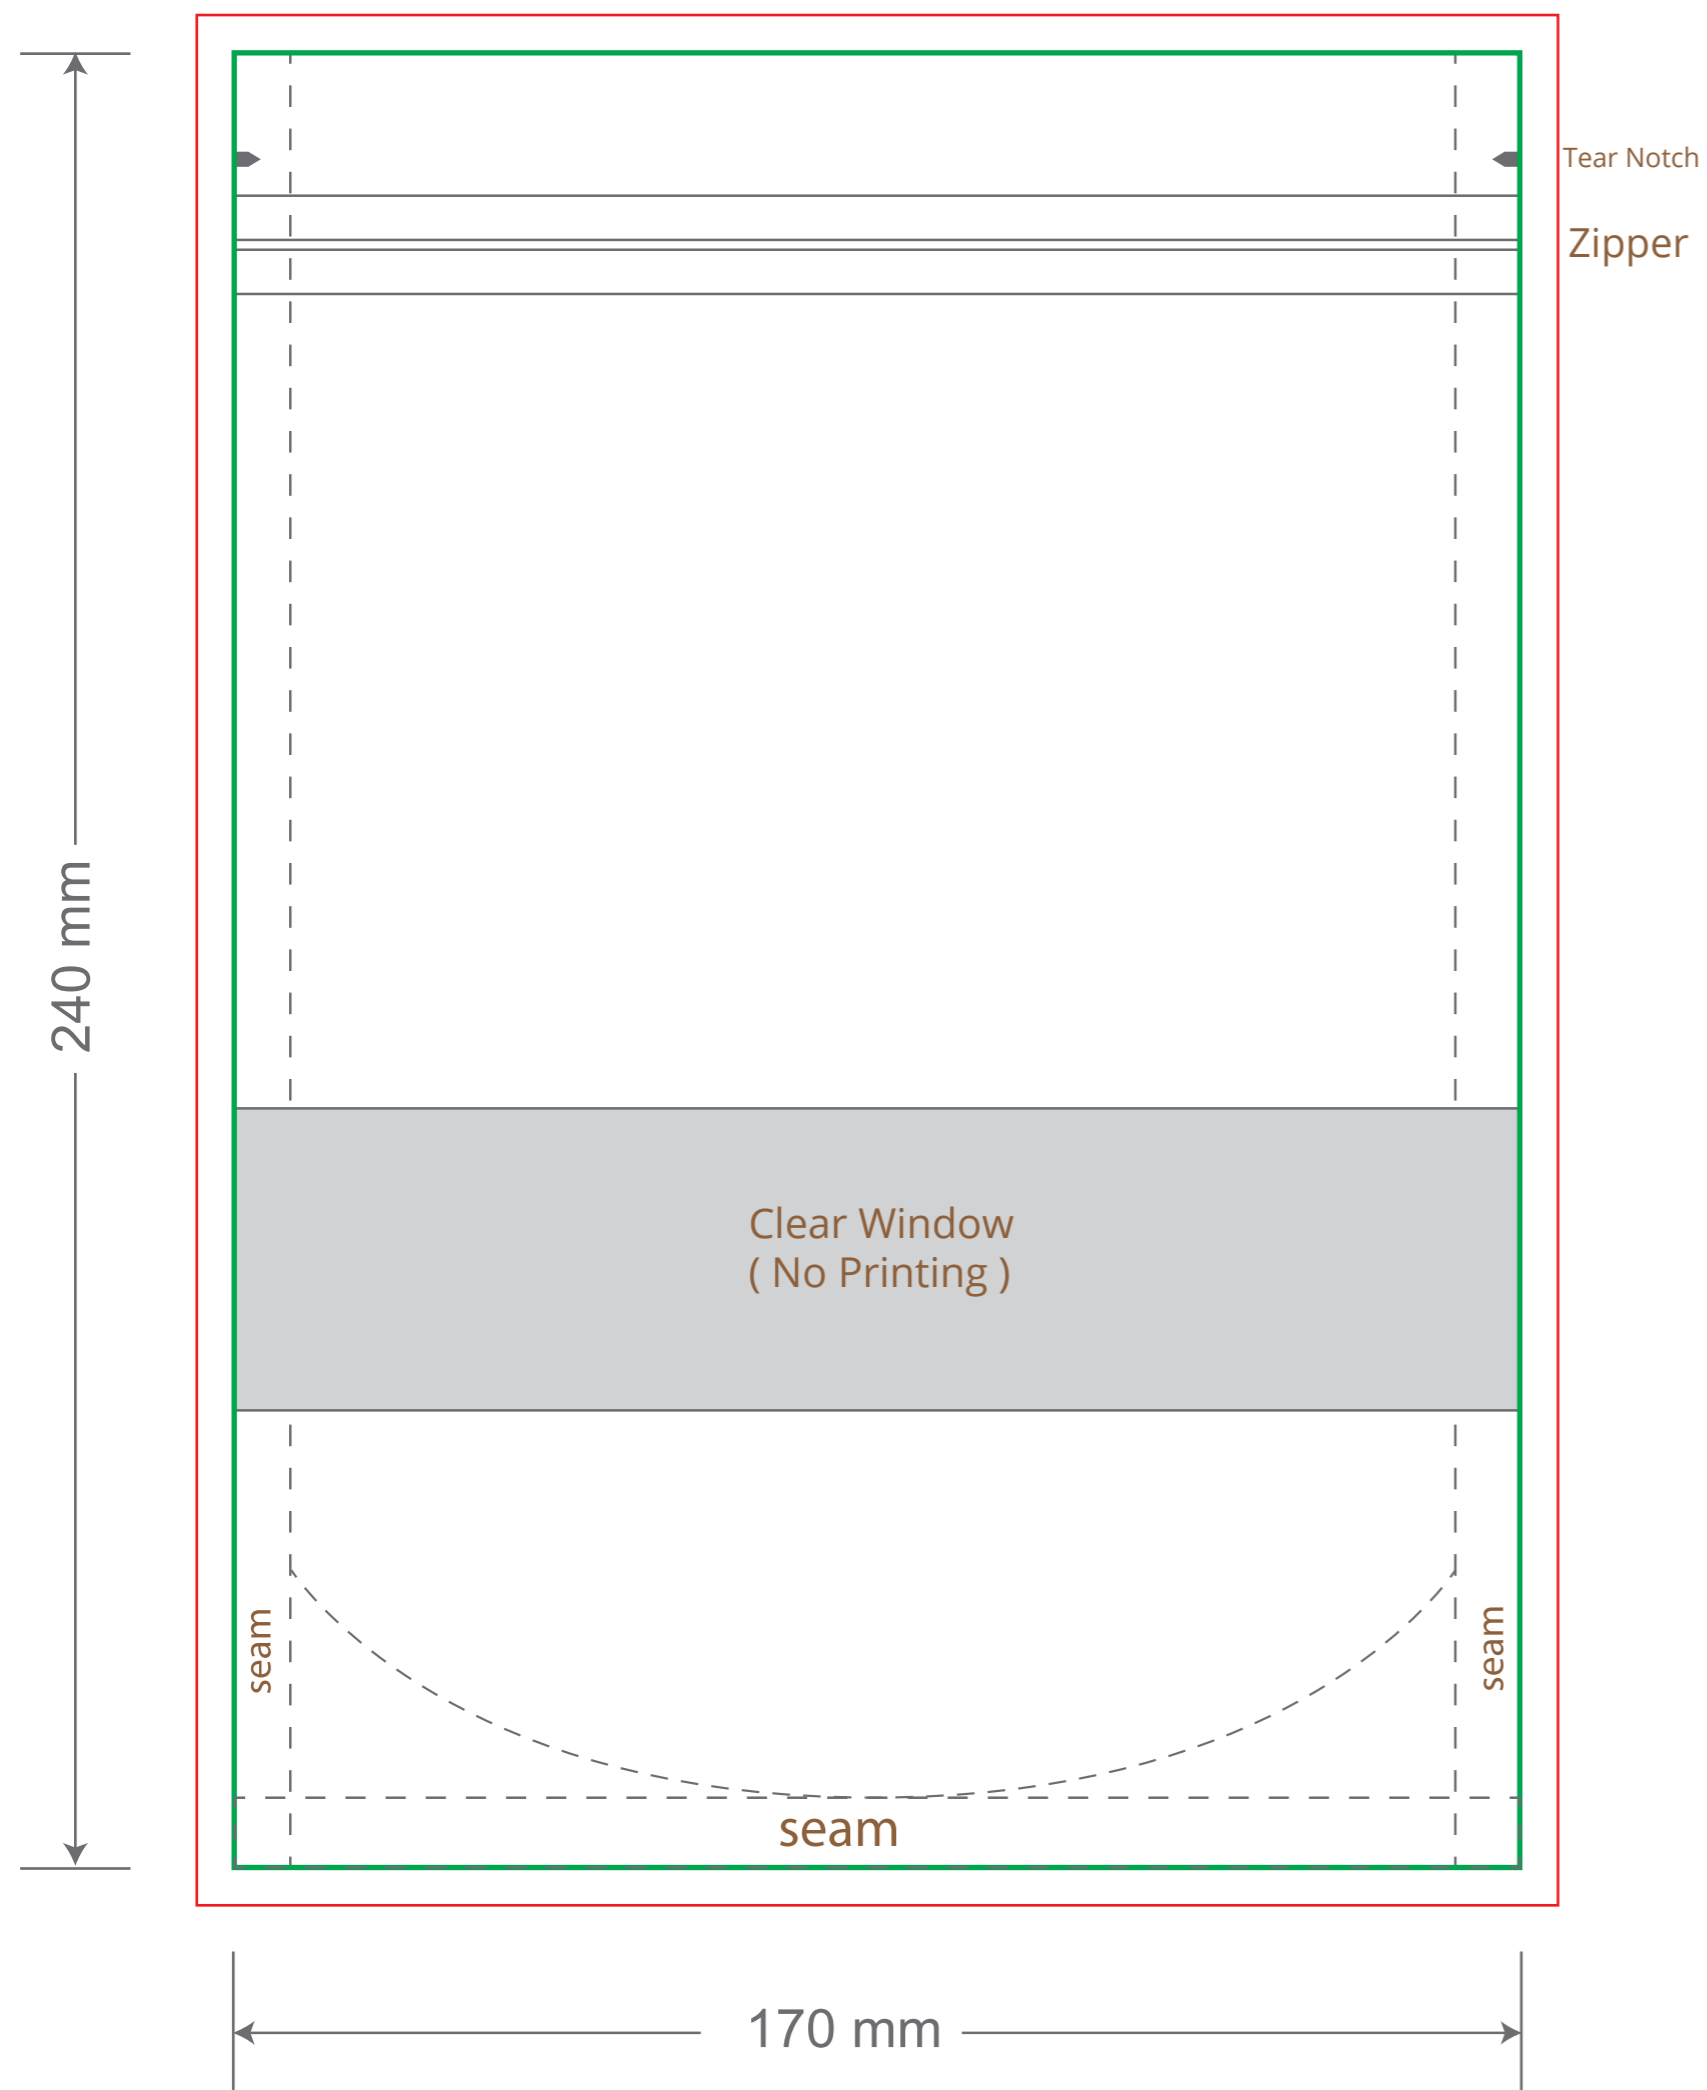 Tear Notch
Zipper
240 mm
Clear Window
( No Printing )
seam
seam
seam
170 mm